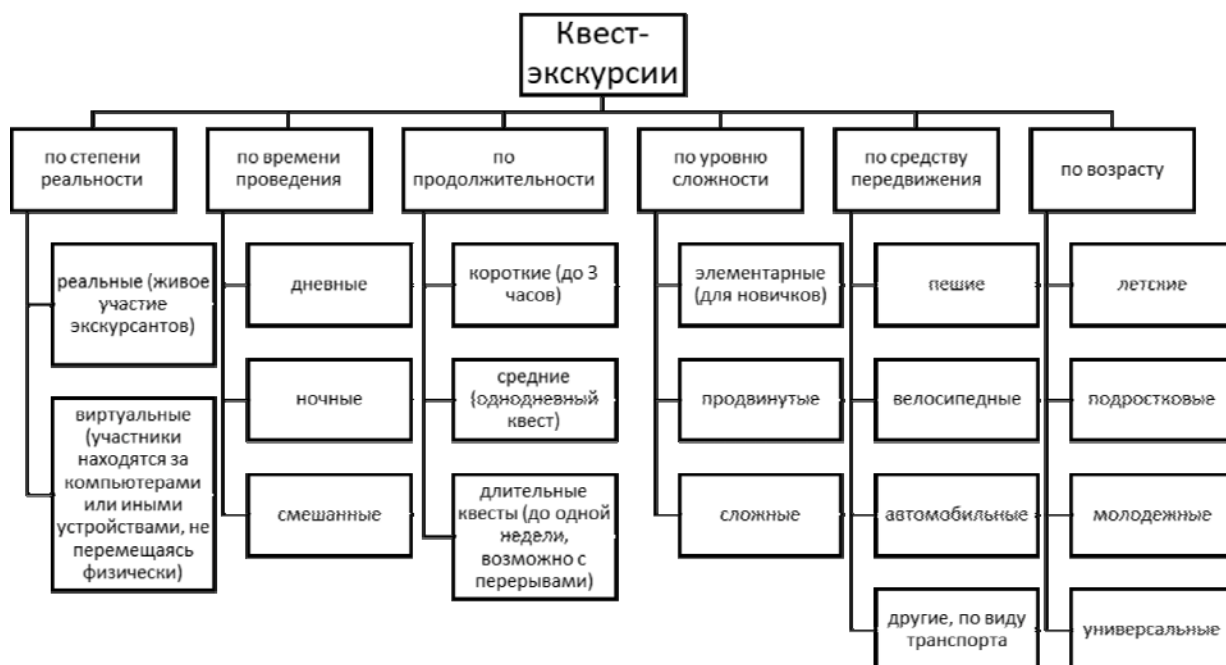 Квест-
экскурсии
по степени
реальности
реальные (живое
участие
экскурсантов)
виртуальные
(участники
находятся за
компьютерами
или иными
устройствами, не
перемещаясь
физически)
по времени
проведения
дневные
ночные
смешанные
по
продолжительности
короткие (до 3
часов)
средние
(однодневный
квест)
длительные
квесты (до одной
недели,
возможно с
перерывами)
по уровню
сложности
элементарные
(для новичков)
продвинутые
сложные
по средству
передвижения
пешие
велосипедные
автомобильные
другие, по виду
транспорта
по возрасту
детские
подростковые
молодежные
универсальные